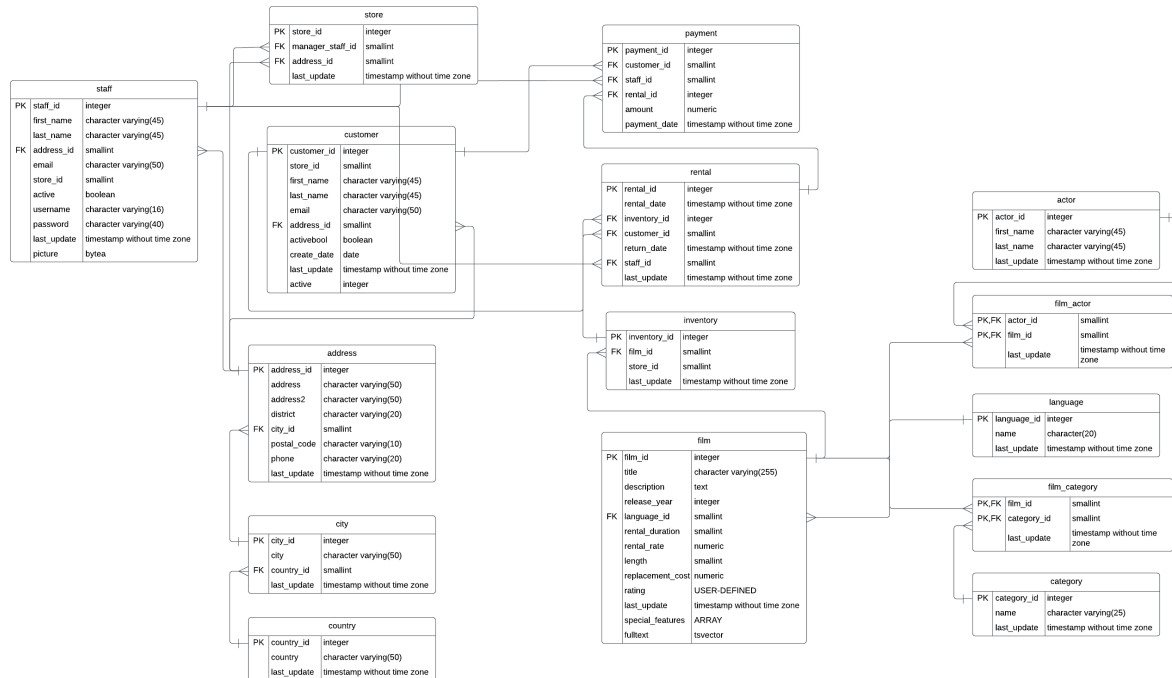 store
PK store_id integer
FK manager_staff_id smallint
FK address_id smallint
last_update timestamp without time zone
staff
PK staff_id integer
first_name character varying(45)
last_name character varying(45)
FK address_id smallint
email character varying(50)
store_id smallint
active boolean
username character varying(16)
password character varying(40)
last_update timestamp without time zone
picture bytea
customer
PK customer_id integer
store_id smallint
first_name character varying(45)
last_name character varying(45)
email character varying(50)
FK address_id smallint
activebool boolean
create_date date
last_update timestamp without time zone
active integer
address
PK address_id integer
address character varying(50)
address2 character varying(50)
district character varying(20)
FK city_id smallint
postal_code character varying(10)
phone character varying(20)
last_update timestamp without time zone
city
PK city_id integer
city character varying(50)
FK country_id smallint
last_update timestamp without time zone
country
PK country_id integer
country character varying(50)
last_update timestamp without time zone
payment
PK payment_id integer
FK customer_id smallint
FK staff_id smallint
FK rental_id integer
amount numeric
payment_date timestamp without time zone
rental
PK rental_id integer
rental_date timestamp without time zone
FK inventory_id integer
FK customer_id smallint
return_date timestamp without time zone
FK staff_id smallint
last_update timestamp without time zone
inventory
PK inventory_id integer
FK film_id smallint
store_id smallint
last_update timestamp without time zone
film
PK film_id integer
title character varying(255)
description text
release_year integer
FK language_id smallint
rental_duration smallint
rental_rate numeric
length smallint
replacement_cost numeric
rating USER-DEFINED
last_update timestamp without time zone
special_features ARRAY
fulltext tsvector
actor
PK actor_id integer
first_name character varying(45)
last_name character varying(45)
last_update timestamp without time zone
film_actor
PK,FK actor_id smallint
PK,FK film_id smallint
last_update timestamp without time
zone
language
PK language_id integer
name character(20)
last_update timestamp without time zone
film_category
PK,FK film_id smallint
PK,FK category_id smallint
last_update timestamp without time
zone
category
PK category_id integer
name character varying(25)
last_update timestamp without time zone